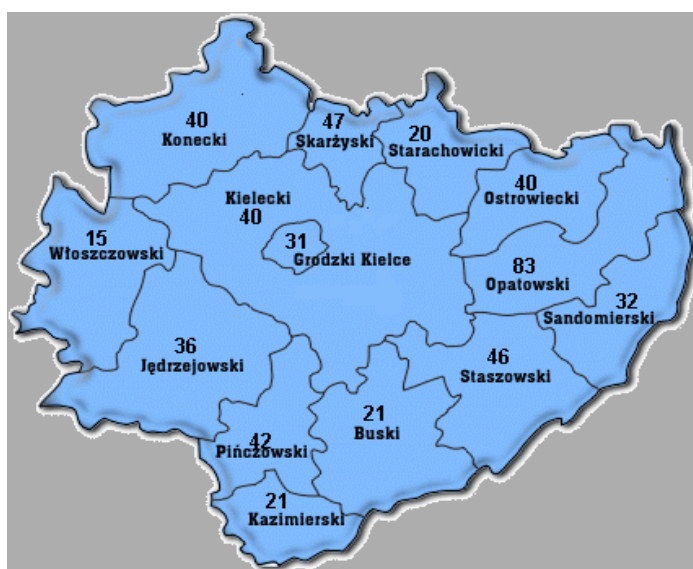 40
Konecki
47
Skarżyski
20
Starachowicki
Kielecki
40
40
Ostrowiecki
15
Włoszczowski
31
Grodzki Kielce
83
Opatowski
32
Sandomierski
36
Jędrzejowski
46
Staszowski
21
Buski
42
Pińczowski
21
Kazimierski